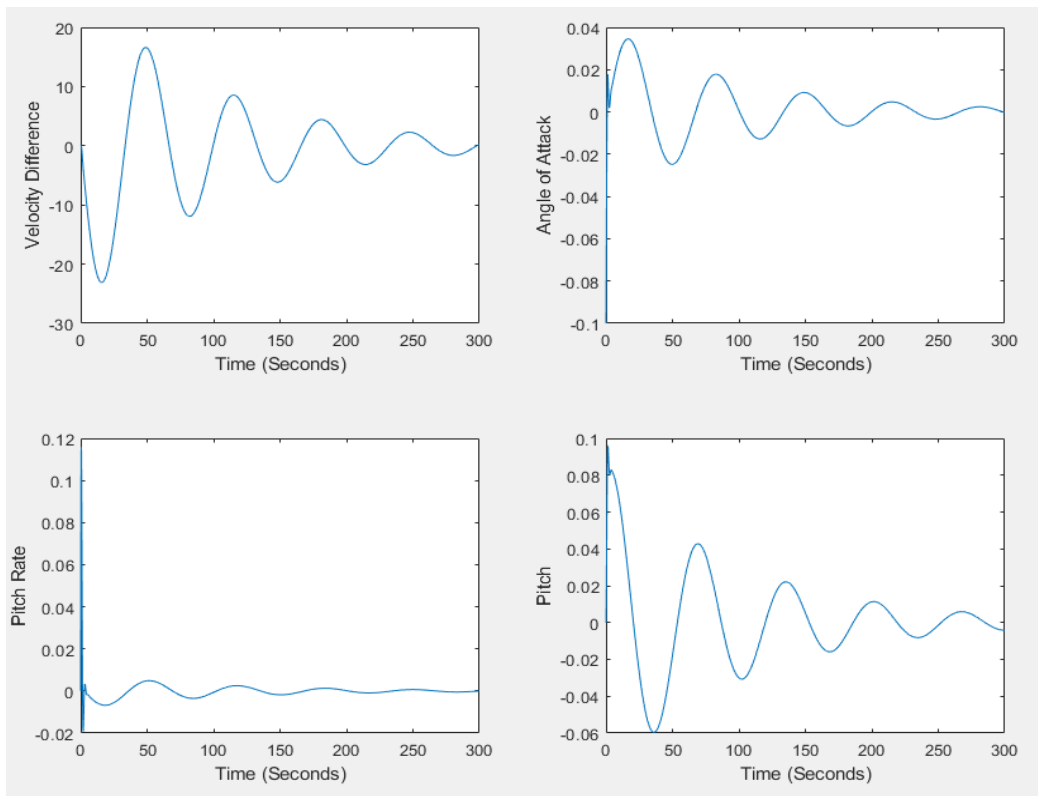 20
10
0
-10
-20
-30
Velocity Difference
0 50 100 150 200 250 300
Time (Seconds)
0.04
0.02
0
-0.02
-0.04
-0.06
-0.08
-0.1
Angle of Attack
0 50 100 150 200 250 300
Time (Seconds)
0.12
0.1
0.08
0.06
0.04
0.02
0
-0.02
Pitch Rate
0 50 100 150 200 250 300
Time (Seconds)
0.1
0.08
0.06
0.04
0.02
0
-0.02
-0.04
-0.06
Pitch
0 50 100 150 200 250 300
Time (Seconds)